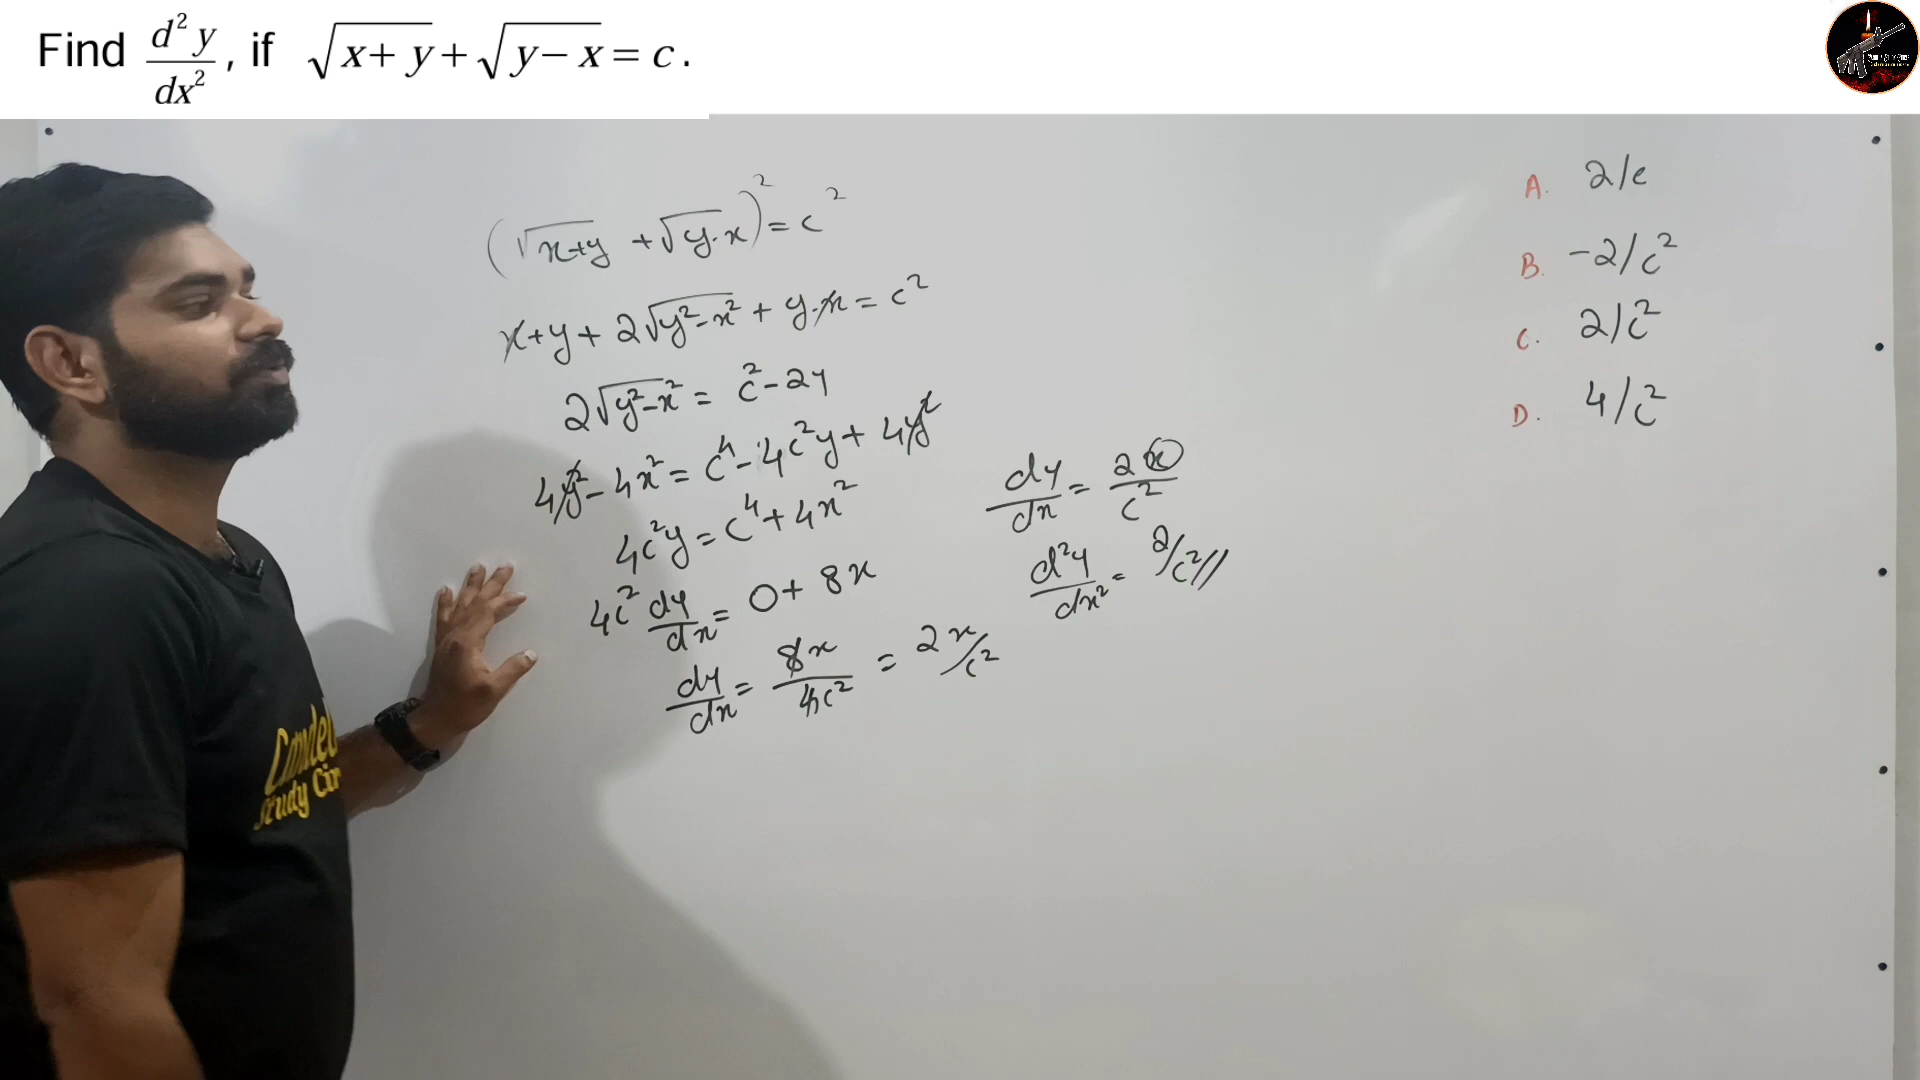 Find d²y/dx², if √(x+y) + √(y−x) = c.
(√(x+y) + √(y-x))² = c²
x+y + 2√(y²-x²) + y-x = c²
2√(y²-x²) = c² - 2y
4y² - 4x² = c⁴ - 4c²y + 4y²
4c²y = c⁴ + 4x²
4c² dy/dx = 0 + 8x
dy/dx = 8x/4c² = 2x/c²
dy/dx = 2x/c²
d²y/dx² = 2/c² //
A. 2/c
B. -2/c²
C. 2/c²
D. 4/c²
Study Cir